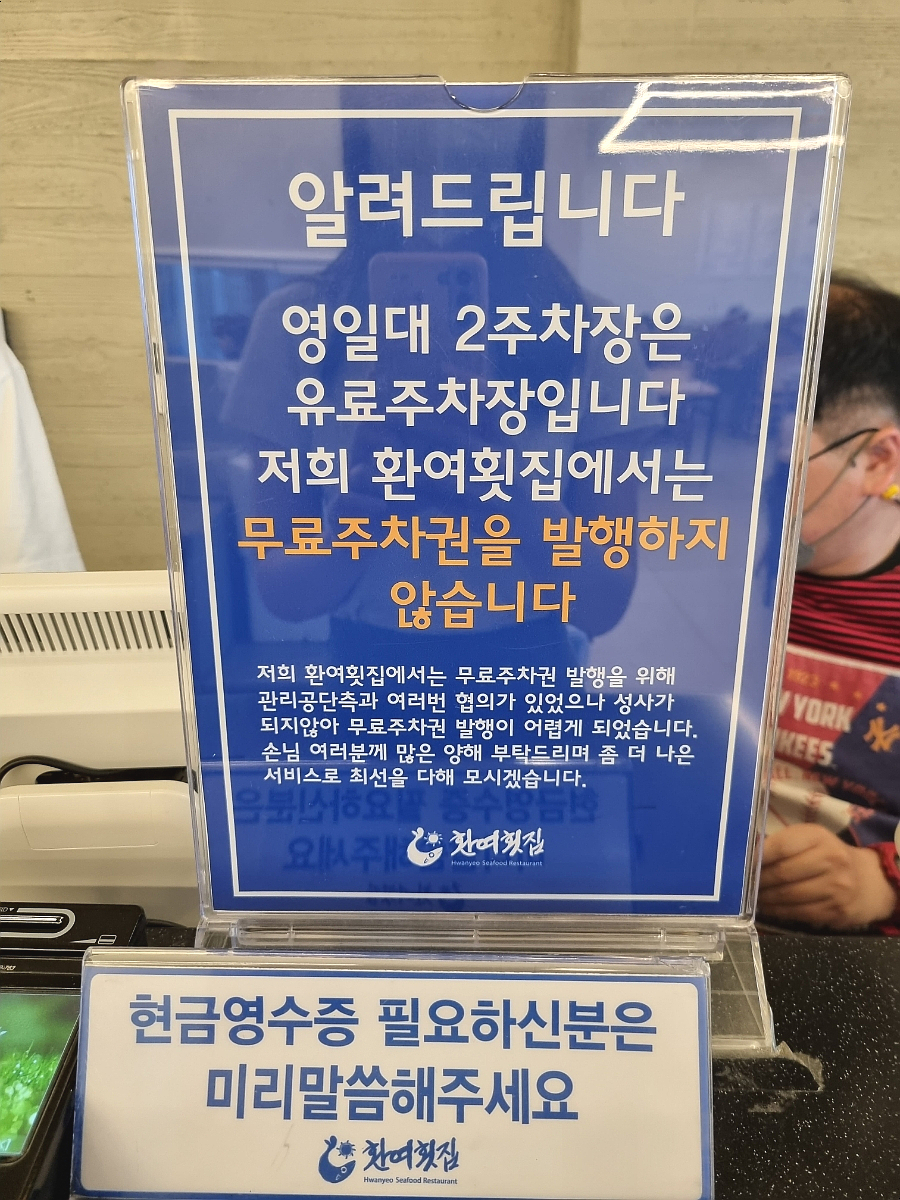 알려드립니다
영일대 2주차장은
유료주차장입니다
저희 환여횟집에서는
무료주차권을 발행하지
않습니다
저희 환여횟집에서는 무료주차권 발행을 위해
관리공단측과 여러번 협의가 있었으나 성사가
되지않아 무료주차권 발행이 어렵게 되었습니다.
손님 여러분께 많은 양해 부탁드리며 좀 더 나은
서비스로 최선을 다해 모시겠습니다.
환여횟집
Hwanyeo Seafood Restaurant
현금영수증 필요하신분은
미리말씀해주세요
환여횟집
Hwanyeo Seafood Restaurant
YORK